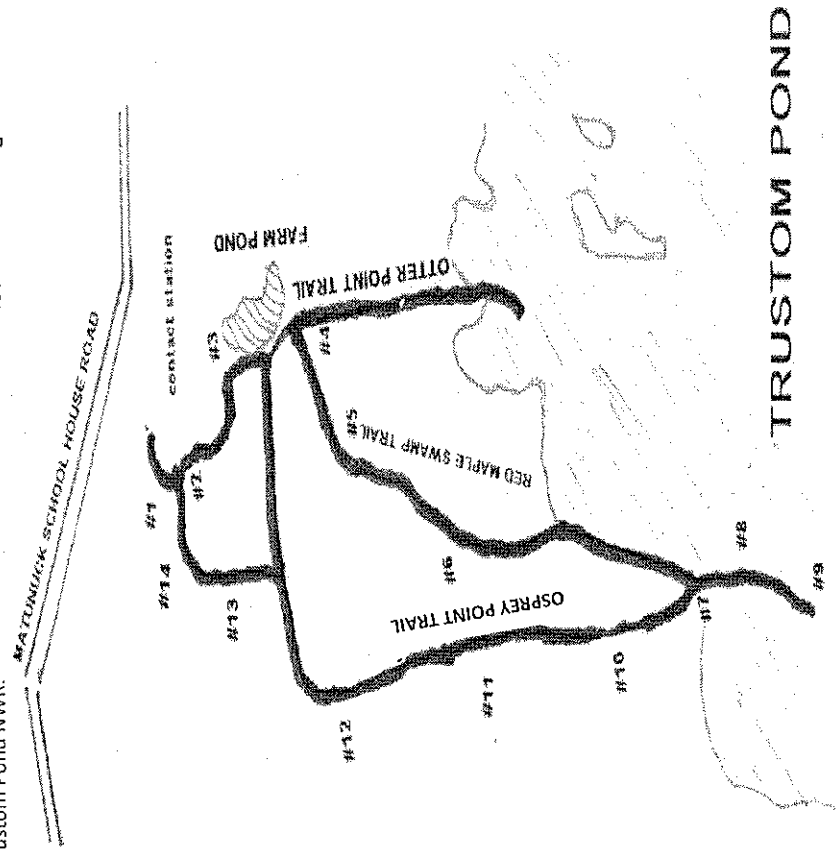 ustom Pond NWR.
MATUNUCK SCHOOL HOUSE ROAD
contact station
#1
#2
#14
#13
#3
FARM POND
OTTER POINT TRAIL
#4
#5
RED MAPLE SWAMP TRAIL
#6
OSPREY POINT TRAIL
#12
#11
#10
#7
#8
#9
TRUSTOM POND